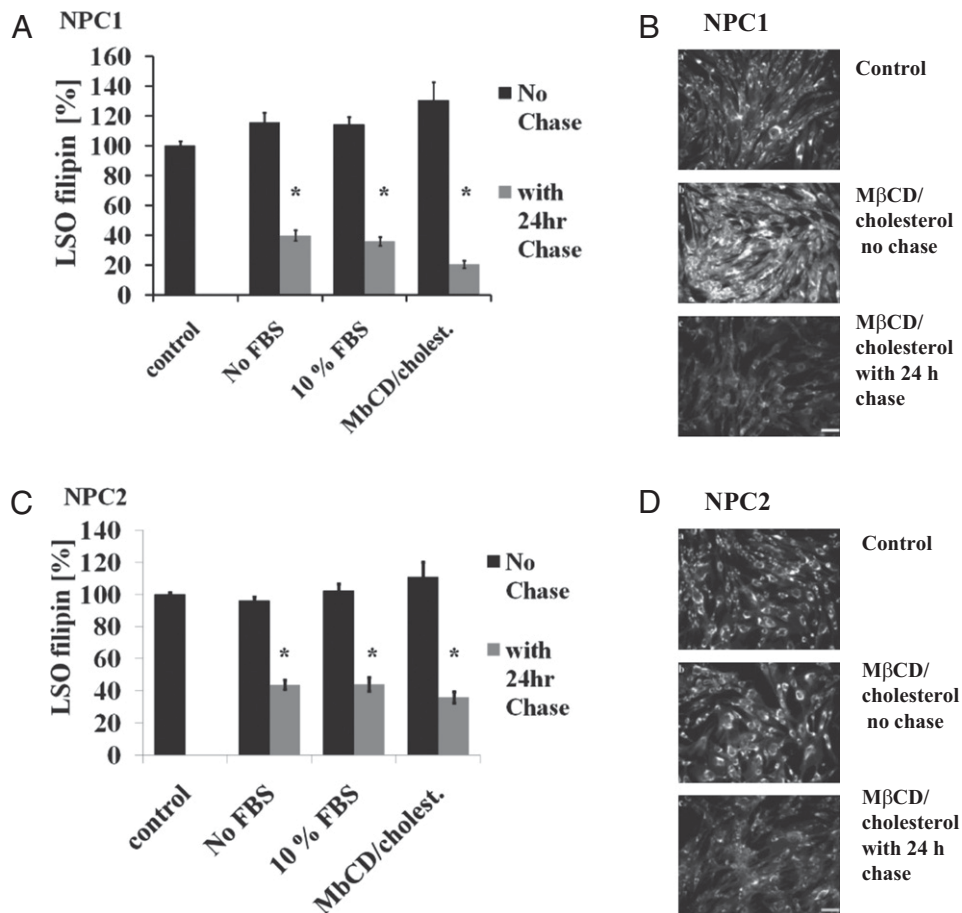 A
NPC1
LSO filipin [%]
160
140
120
100
80
60
40
20
0
*
*
*
control
No FBS
10 % FBS
MbCD/cholest.
No
Chase
with
24hr
Chase
B
NPC1
a
Control
b
MβCD/
cholesterol
no chase
c
MβCD/
cholesterol
with 24 h
chase
C
NPC2
LSO filipin [%]
140
120
100
80
60
40
20
0
*
*
*
control
No FBS
10 % FBS
MbCD/cholest.
No
Chase
with
24hr
Chase
D
NPC2
a
Control
b
MβCD/
cholesterol
no chase
c
MβCD/
cholesterol
with 24 h
chase